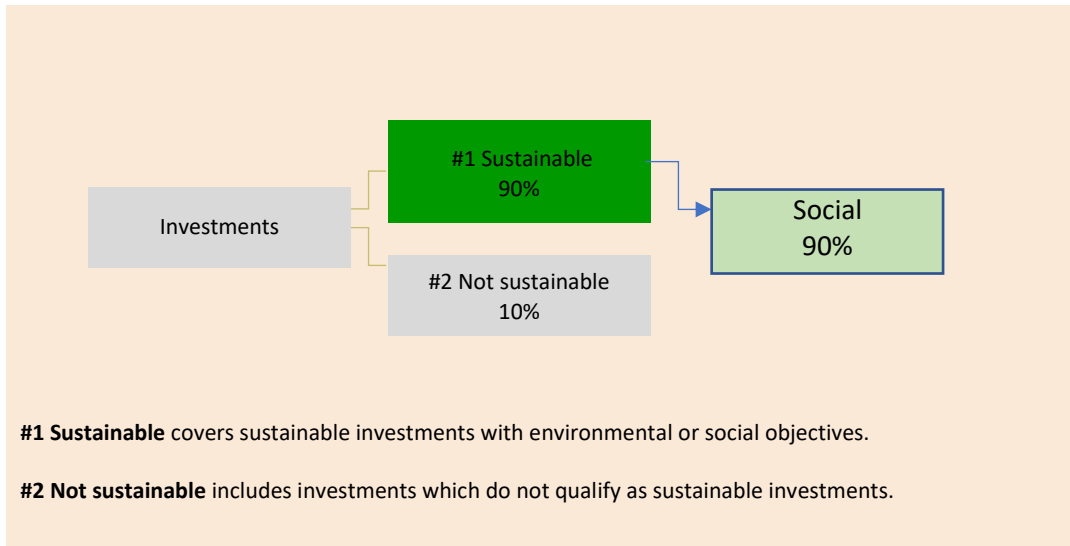 #1 Sustainable
90%
Investments
Social
90%
#2 Not sustainable
10%
#1 Sustainable covers sustainable investments with environmental or social objectives.
#2 Not sustainable includes investments which do not qualify as sustainable investments.